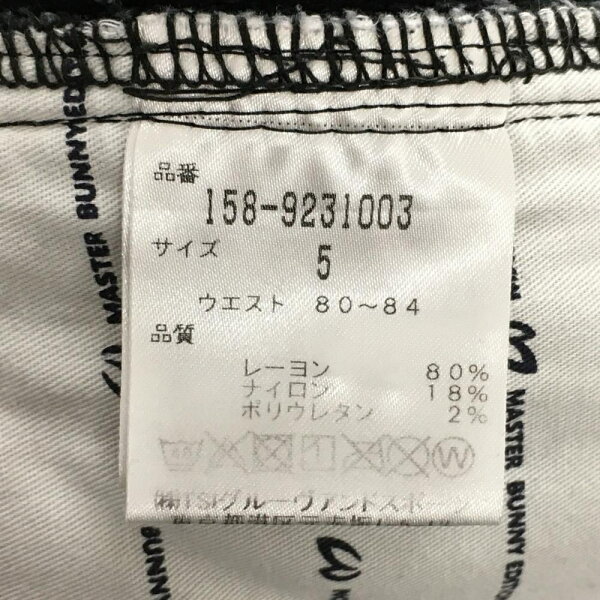 品番
158-9231003
サイズ
5
ウエスト 80～84
品質
レーヨン 80%
ナイロン 18%
ポリウレタン 2%
㈱TSIグルーヴアンドスポーツ
MASTER BUNNY EDITION
MASTER BUNNY EDITION